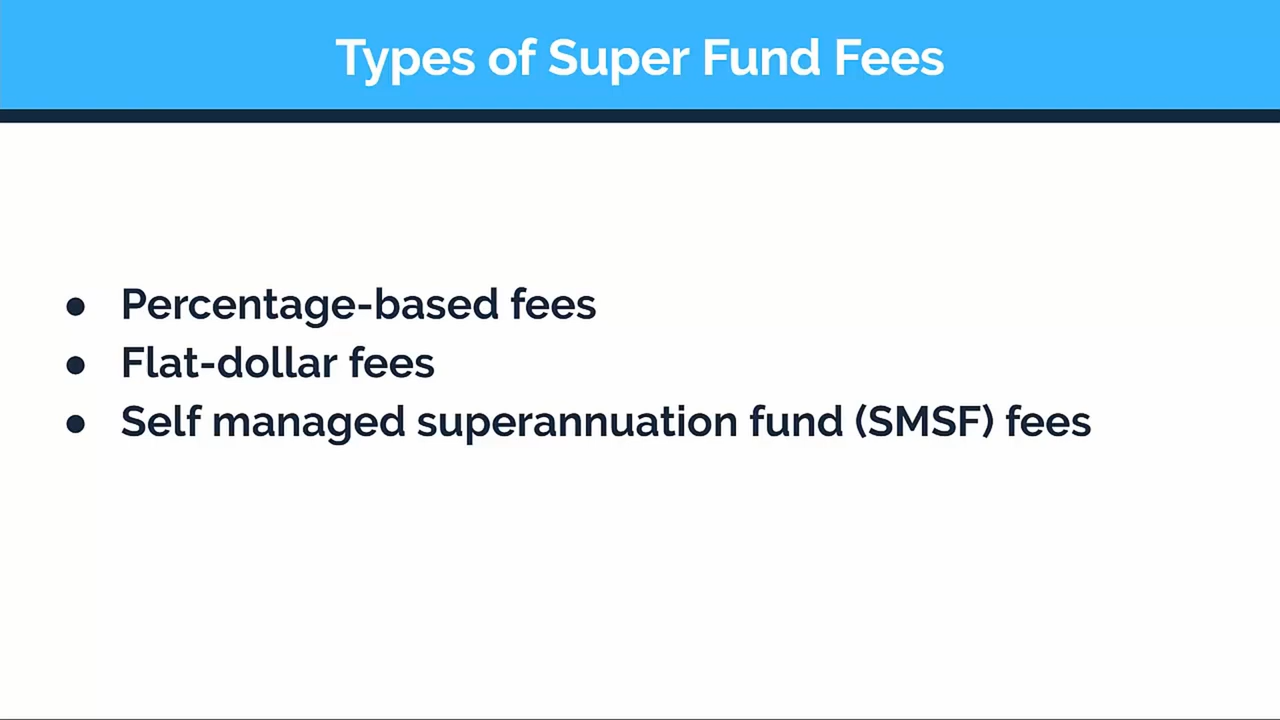 Types of Super Fund Fees
● Percentage-based fees
● Flat-dollar fees
● Self managed superannuation fund (SMSF) fees